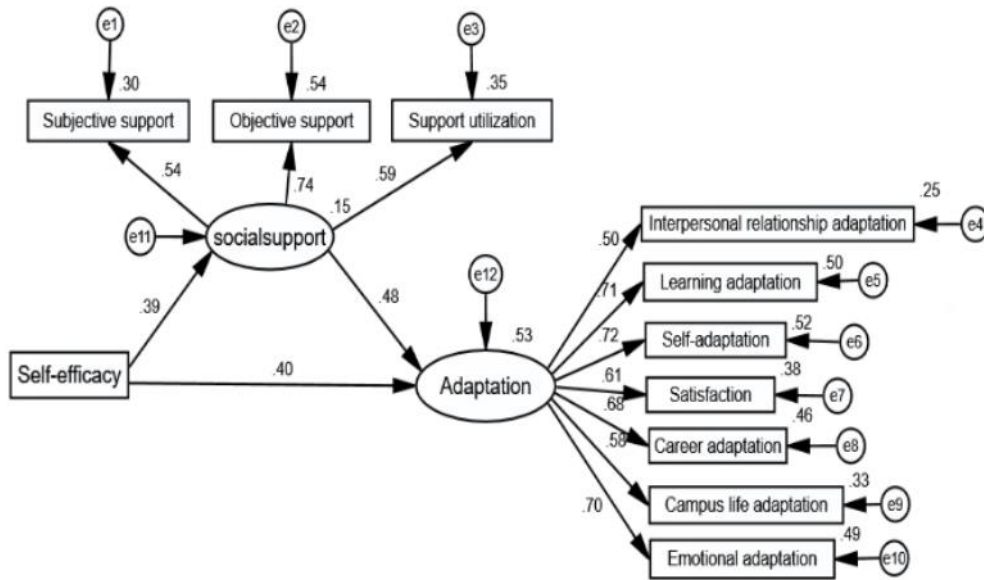 e1
e2
e3
.30
.54
.35
Subjective support
Objective support
Support utilization
.54
.74
.59
.15
e11
socialsupport
.39
.48
e12
.53
Self-efficacy
.40
Adaptation
.50
.71
.72
.61
.68
.58
.70
.25
Interpersonal relationship adaptation
e4
.50
Learning adaptation
e5
.52
Self-adaptation
e6
.38
Satisfaction
e7
.46
Career adaptation
e8
.33
Campus life adaptation
e9
.49
Emotional adaptation
e10